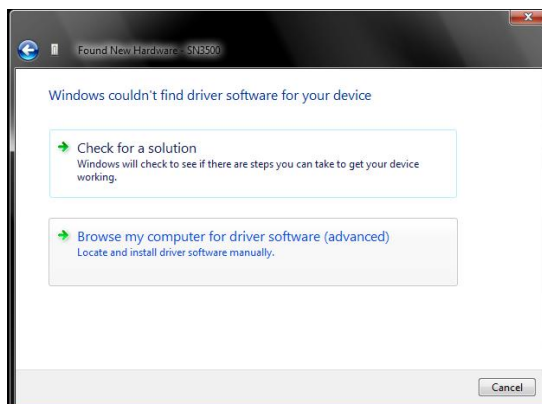 Found New Hardware - SN3500
Windows couldn't find driver software for your device
Check for a solution
Windows will check to see if there are steps you can take to get your device
working.
Browse my computer for driver software (advanced)
Locate and install driver software manually.
Cancel